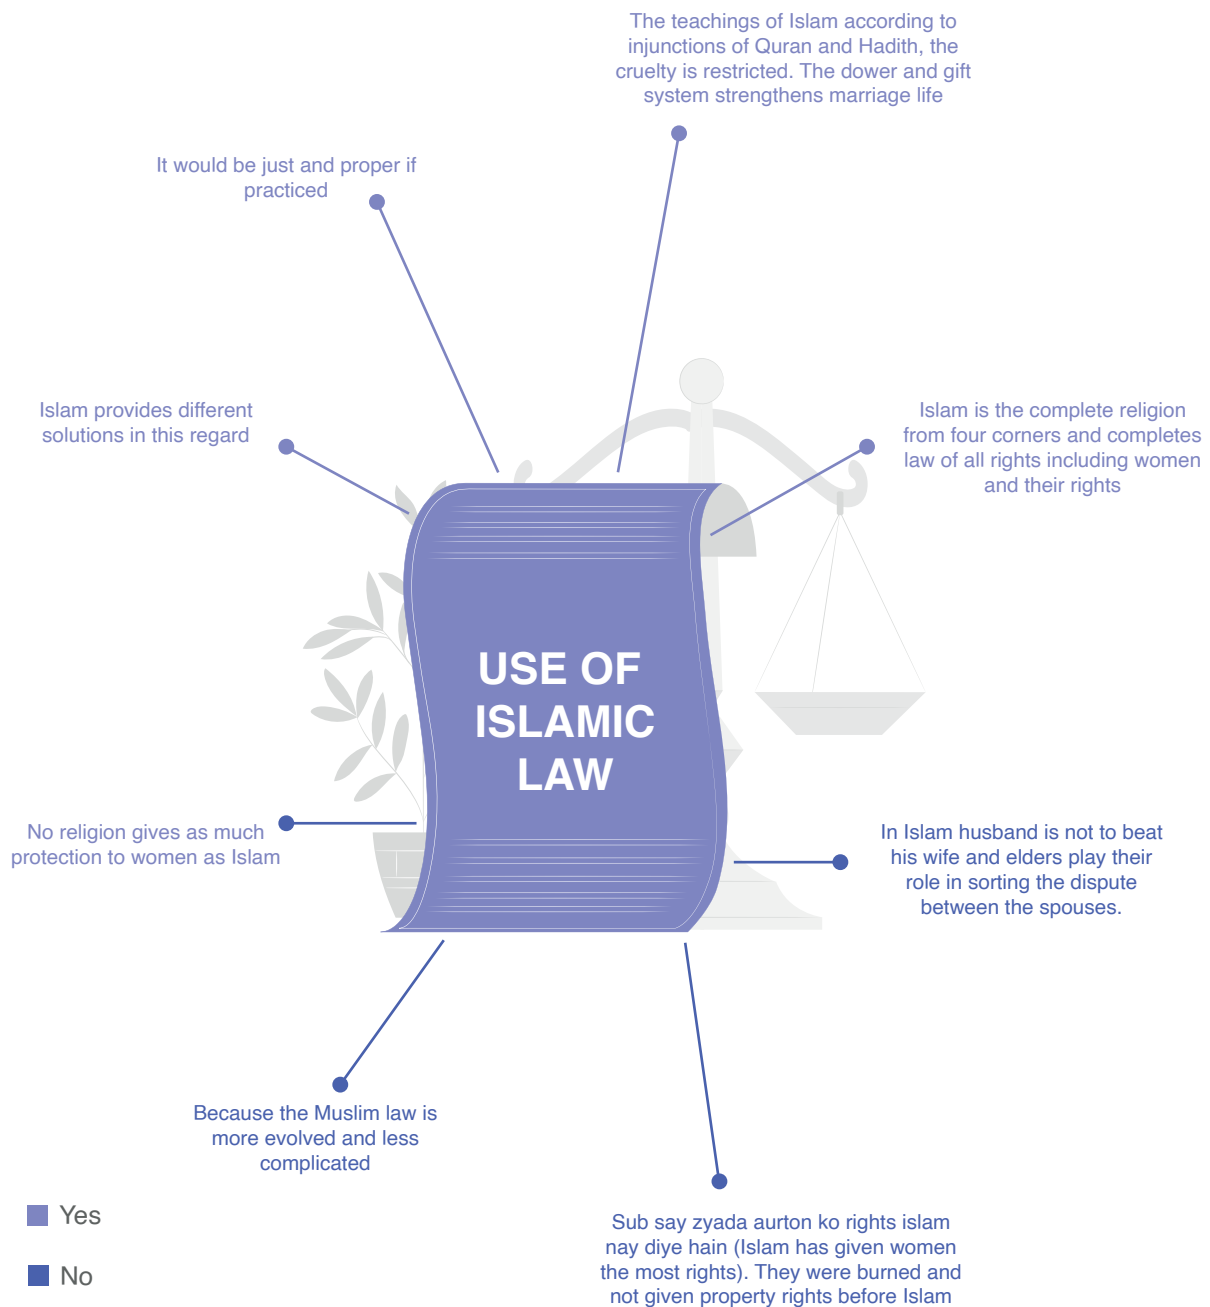 The teachings of Islam according to
injunctions of Quran and Hadith, the
cruelty is restricted. The dower and gift
system strengthens marriage life
It would be just and proper if
practiced
Islam provides different
solutions in this regard
Islam is the complete religion
from four corners and completes
law of all rights including women
and their rights
USE OF
ISLAMIC
LAW
No religion gives as much
protection to women as Islam
In Islam husband is not to beat
his wife and elders play their
role in sorting the dispute
between the spouses.
Because the Muslim law is
more evolved and less
complicated
Sub say zyada aurton ko rights islam
nay diye hain (Islam has given women
the most rights). They were burned and
not given property rights before Islam
Yes
No